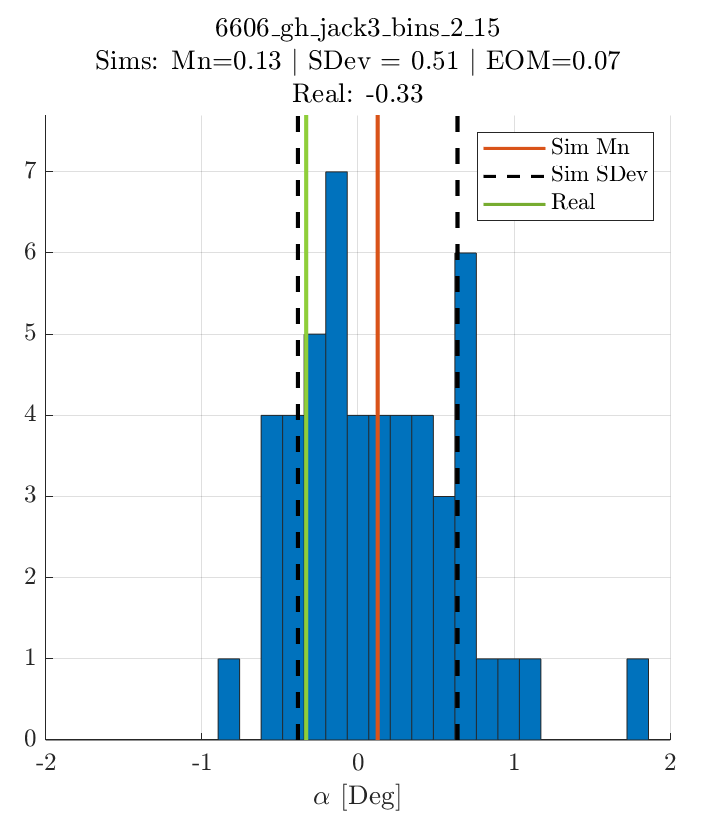 6606_gh_jack3_bins_2_15
Sims: Mn=0.13 | SDev = 0.51 | EOM=0.07
Real: -0.33
Sim Mn
Sim SDev
Real
7
6
5
4
3
2
1
0
-2 -1 0 1 2
α [Deg]